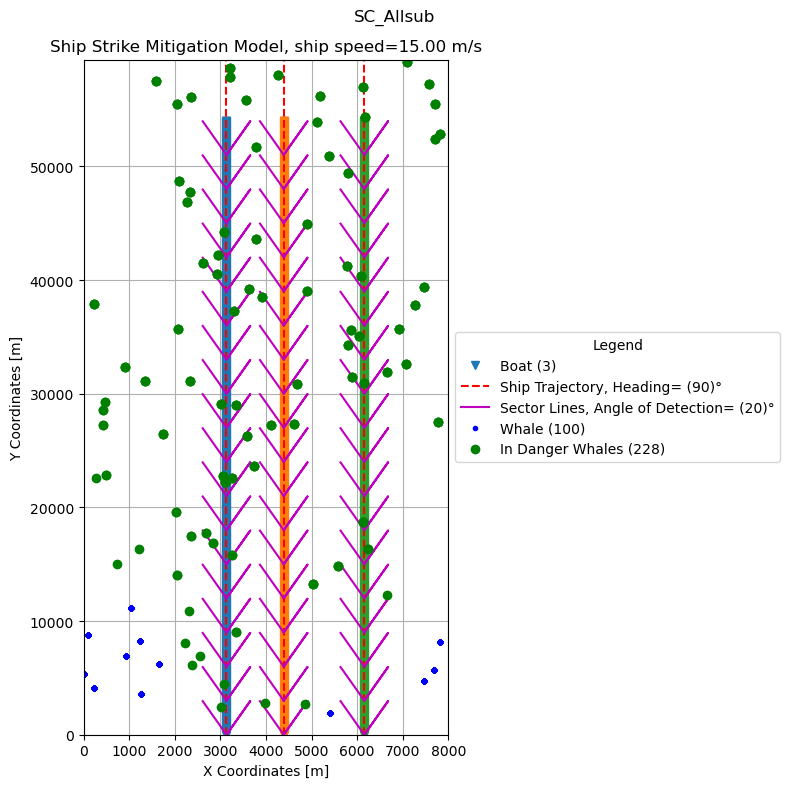 SC_Allsub
Ship Strike Mitigation Model, ship speed=15.00 m/s
Y Coordinates [m]
50000
40000
30000
20000
10000
0
0 1000 2000 3000 4000 5000 6000 7000 8000
X Coordinates [m]
Legend
Boat (3)
Ship Trajectory, Heading= (90)°
Sector Lines, Angle of Detection= (20)°
Whale (100)
In Danger Whales (228)